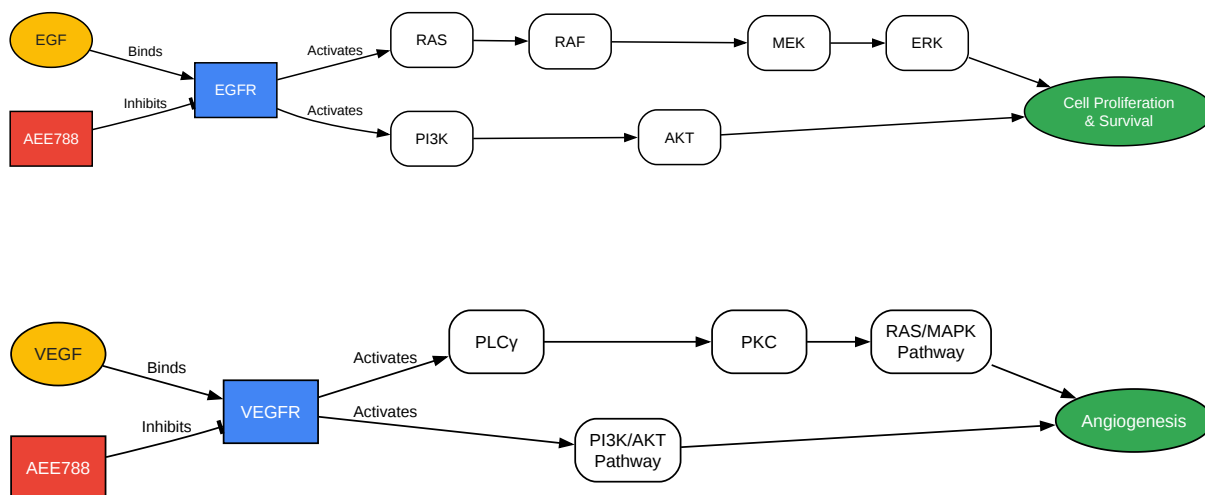 EGF
Binds
AEE788
Inhibits
EGFR
Activates
RAS
RAF
MEK
ERK
Activates
PI3K
AKT
Cell Proliferation
& Survival
VEGF
Binds
AEE788
Inhibits
VEGFR
Activates
PLCγ
PKC
RAS/MAPK
Pathway
Activates
PI3K/AKT
Pathway
Angiogenesis